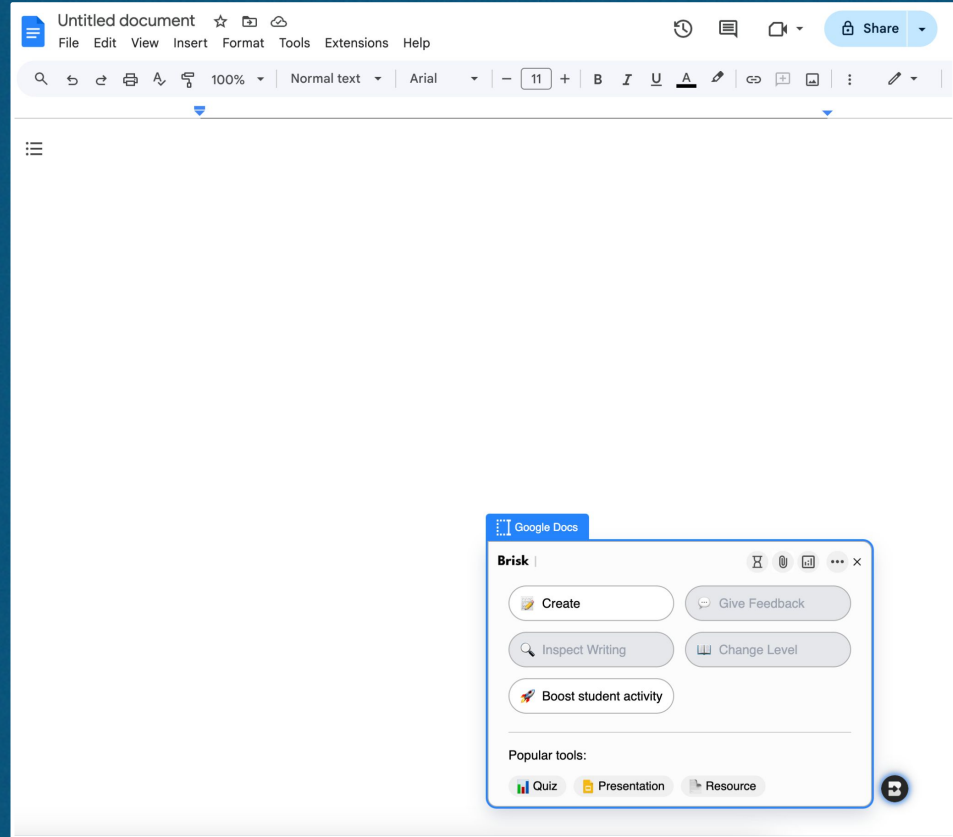 Untitled document
File Edit View Insert Format Tools Extensions Help
Share
100% Normal text Arial 11 B I U A
Google Docs
Brisk
Create Give Feedback
Inspect Writing Change Level
Boost student activity
Popular tools:
Quiz Presentation Resource